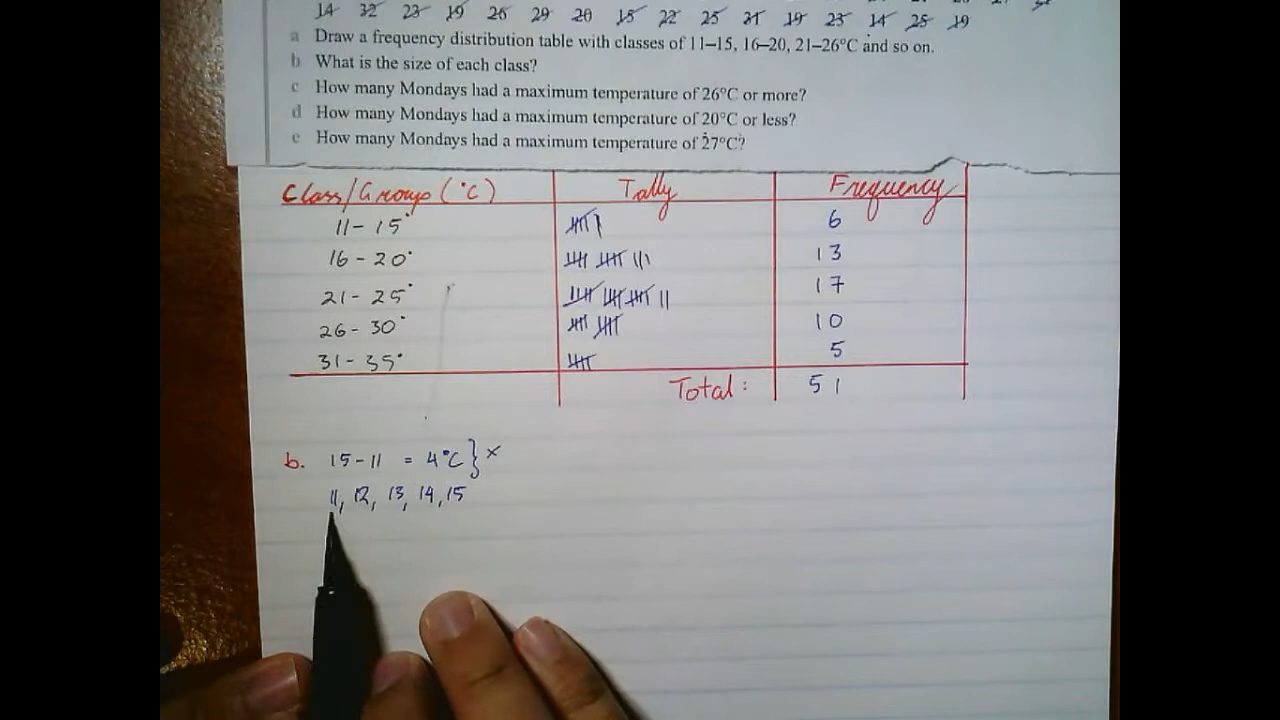 14 32 23 19 26 29 20 15 22 25 31 19 23 14 25 19
a Draw a frequency distribution table with classes of 11–15, 16–20, 21–26°C and so on.
b What is the size of each class?
c How many Mondays had a maximum temperature of 26°C or more?
d How many Mondays had a maximum temperature of 20°C or less?
e How many Mondays had a maximum temperature of 27°C?
Class/Group (°C) Tally Frequency
11 - 15° 6
16 - 20° 13
21 - 25° 17
26 - 30° 10
31 - 35° 5
Total: 51
b. 15 - 11 = 4°C } ×
11, 12, 13, 14, 15